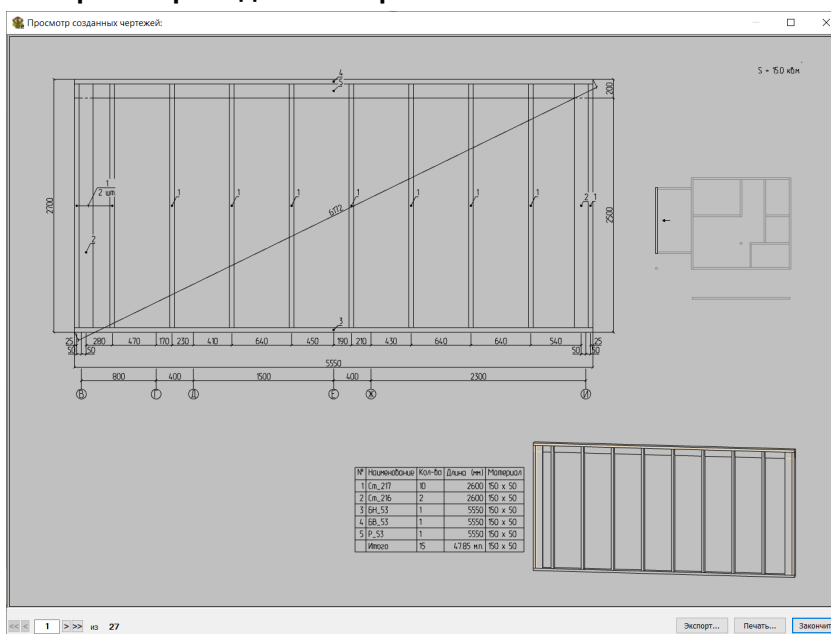 Просмотр созданных чертежей:
S = 15.0 кв.м
4
5
200
1
2 шт.
1
1
1
1
1
1
1
2 1
2700
6172
2500
2
3
25
280
470
170
230
410
640
450
190
210
430
640
640
540
25
50
50
50
50
5550
800
400
1500
400
2300
В
Г
Д
Е
Ж
И
№ Наименование Кол-во Длина (мм) Материал
1 Ст_217 10 2600 150 x 50
2 Ст_216 2 2600 150 x 50
3 БН_53 1 5550 150 x 50
4 БВ_53 1 5550 150 x 50
5 Р_53 1 5550 150 x 50
Итого 15 47.85 м.п. 150 x 50
<< < 1 > >> из 27
Экспорт... Печать... Закончит